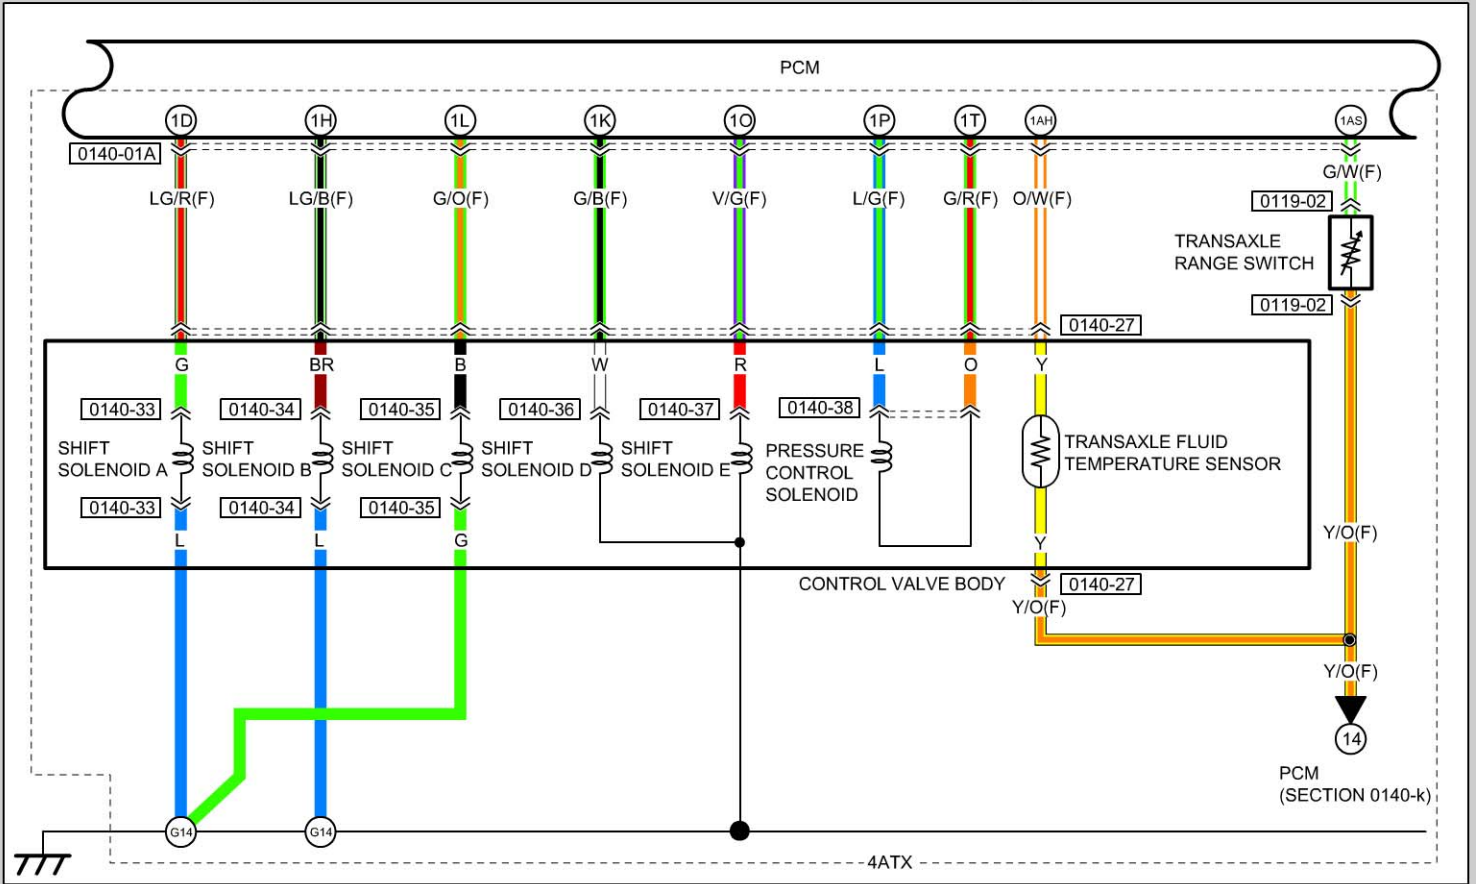 PCM
1D 1H 1L 1K 1O 1P 1T 1AH 1AS
0140-01A
G/W(F)
LG/R(F) LG/B(F) G/O(F) G/B(F) V/G(F) L/G(F) G/R(F) O/W(F)
0119-02
TRANSAXLE
RANGE SWITCH
0119-02
0140-27
G BR B W R L O Y
0140-33 0140-34 0140-35 0140-36 0140-37 0140-38
SHIFT
SOLENOID A
SHIFT
SOLENOID B
SHIFT
SOLENOID C
SHIFT
SOLENOID D
SHIFT
SOLENOID E
PRESSURE
CONTROL
SOLENOID
TRANSAXLE FLUID
TEMPERATURE SENSOR
0140-33 0140-34 0140-35
L L G Y
Y/O(F)
CONTROL VALVE BODY
0140-27
Y/O(F)
Y/O(F)
14
PCM
(SECTION 0140-k)
G14 G14
4ATX